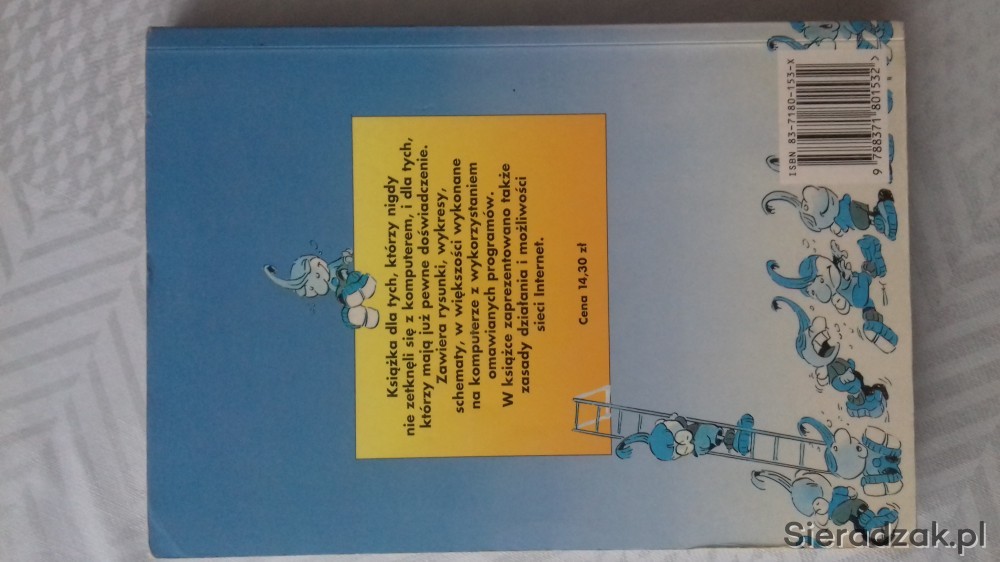 Książka dla tych, którzy nigdy
nie zetknęli się z komputerem, i dla tych,
którzy mają już pewne doświadczenie.
Zawiera rysunki, wykresy,
schematy, w większości wykonane
na komputerze z wykorzystaniem
omawianych programów.
W książce zaprezentowano także
zasady działania i możliwości
sieci Internet.
Cena 14,30 zł
ISBN 83-7180-153-X
9 788371 801532 >
Sieradzak.pl